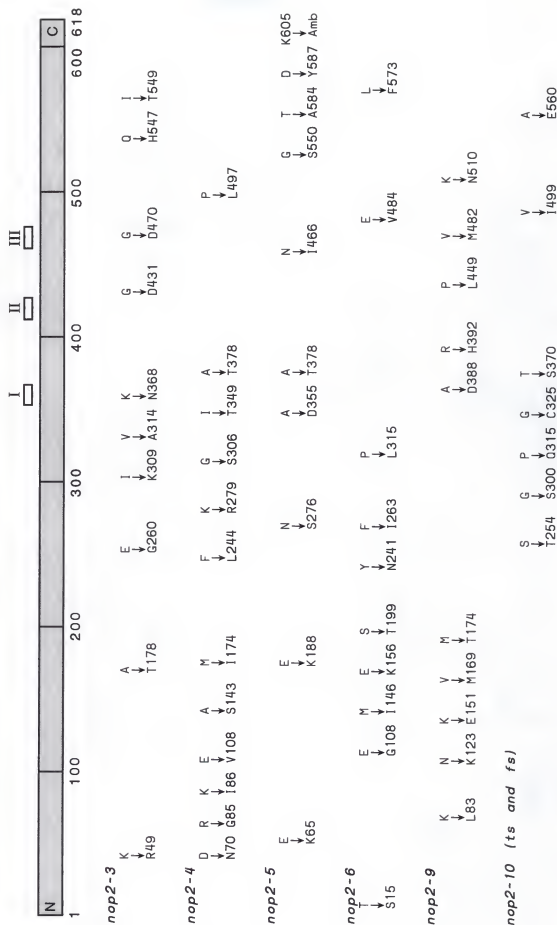 I II III
N C
1 100 200 300 400 500 600 618
nop2-3
K A E I V K G G Q I
R49 T178 G260 K309 A314 N368 D431 D470 H547 T549
nop2-4
D R K E A M F K G I A P
N70 G85 I86 V108 S143 I174 L244 R279 S306 T349 T378 L497
nop2-5
E E N A A N G T D K605
K65 K188 S276 D355 T378 I466 S550 A584 Y587 Amb
nop2-6
T E M E S Y F P E L
S15 G108 I146 K156 T199 N241 I263 L315 V484 F573
nop2-9
K N K V M A R P V K
L83 K123 E151 M169 T174 D388 H392 L449 M482 N510
nop2-10 (ts and fs)
S G P G T V A
T254 S300 Q315 C325 S370 I499 E560